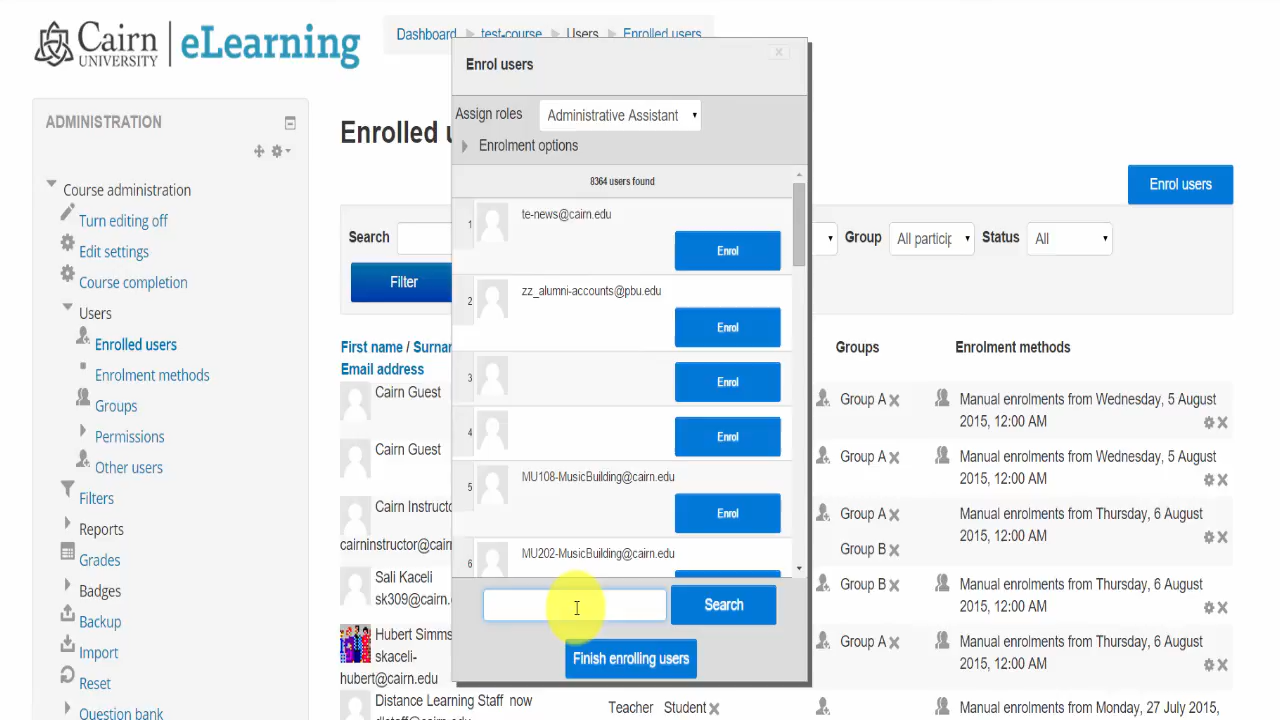 Cairn
UNIVERSITY
eLearning
Dashboard
test-course
Users
Enrolled users
ADMINISTRATION
Course administration
Turn editing off
Edit settings
Course completion
Users
Enrolled users
Enrolment methods
Groups
Permissions
Other users
Filters
Reports
Grades
Badges
Backup
Import
Reset
Question bank
Enrolled u
Enrol users
Search
Group
All particip
Status
All
Filter
First name / Surnar
Email address
Groups
Enrolment methods
Cairn Guest
Group A
Manual enrolments from Wednesday, 5 August
2015, 12:00 AM
Cairn Guest
Group A
Manual enrolments from Wednesday, 5 August
2015, 12:00 AM
Cairn Instructo
cairninstructor@cairn
Group A
Group B
Manual enrolments from Thursday, 6 August
2015, 12:00 AM
Sali Kaceli
sk309@cairn.
Group B
Manual enrolments from Thursday, 6 August
2015, 12:00 AM
Hubert Simms
skaceli-
hubert@cairn.edu
Group A
Manual enrolments from Thursday, 6 August
2015, 12:00 AM
Distance Learning Staff now
dlstaff@cairn.edu
Teacher
Student
Manual enrolments from Monday, 27 July 2015,
Enrol users
Assign roles
Administrative Assistant
Enrolment options
8364 users found
1
te-news@cairn.edu
Enrol
2
zz_alumni-accounts@pbu.edu
Enrol
3
Enrol
4
Enrol
5
MU108-MusicBuilding@cairn.edu
Enrol
6
MU202-MusicBuilding@cairn.edu
Search
Finish enrolling users